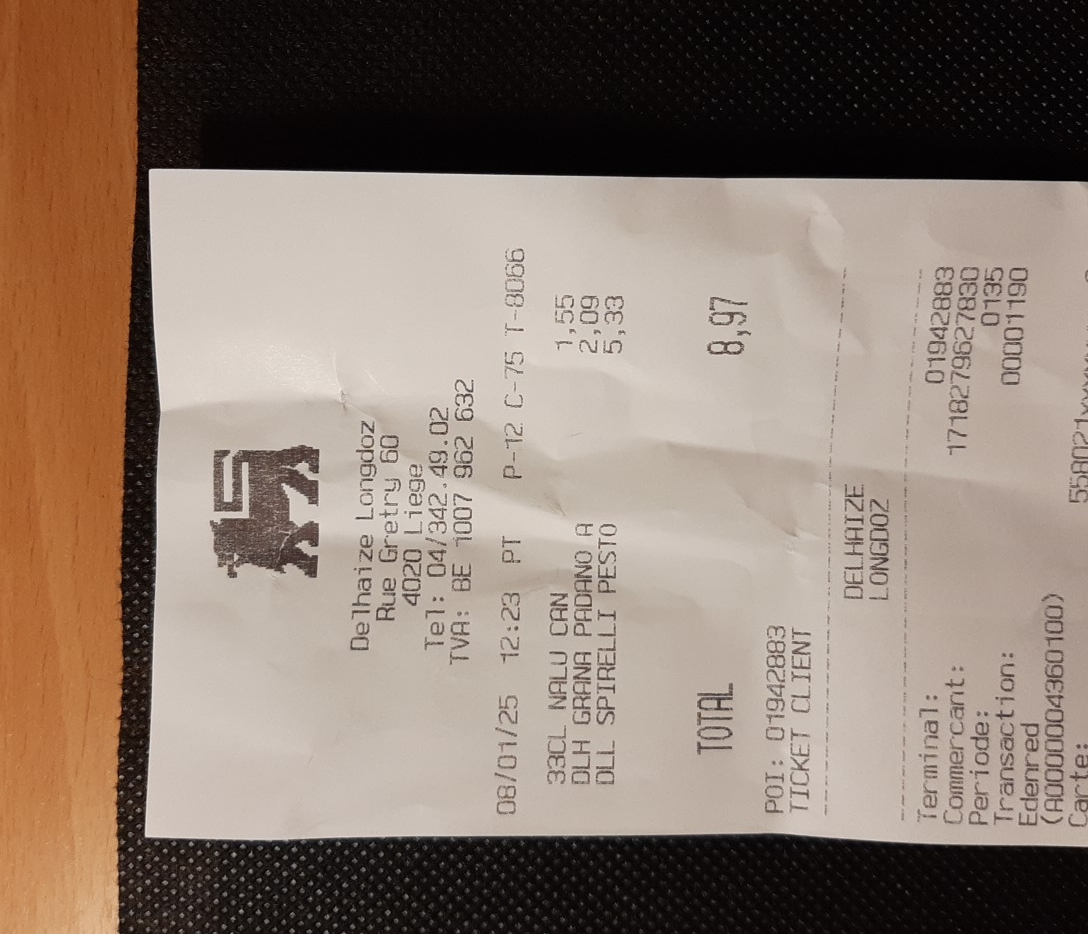 Delhaize Longdoz
Rue Gretry 60
4020 Liege
Tel: 04/342.49.02
TVA: BE 1007 962 632
08/01/25 12:23 PT P-12 C-75 T-8066
33CL NALU CAN 1,55
DLH GRANA PADANO A 2,09
DLL SPIRELLI PESTO 5,33
TOTAL 8,97
POI: 01942883
TICKET CLIENT
DELHAIZE
LONGDOZ
Terminal: 01942883
Commercant: 1718279627830
Periode: 0135
Transaction: 00001190
Edenred
(A0000004360100)
Carte: